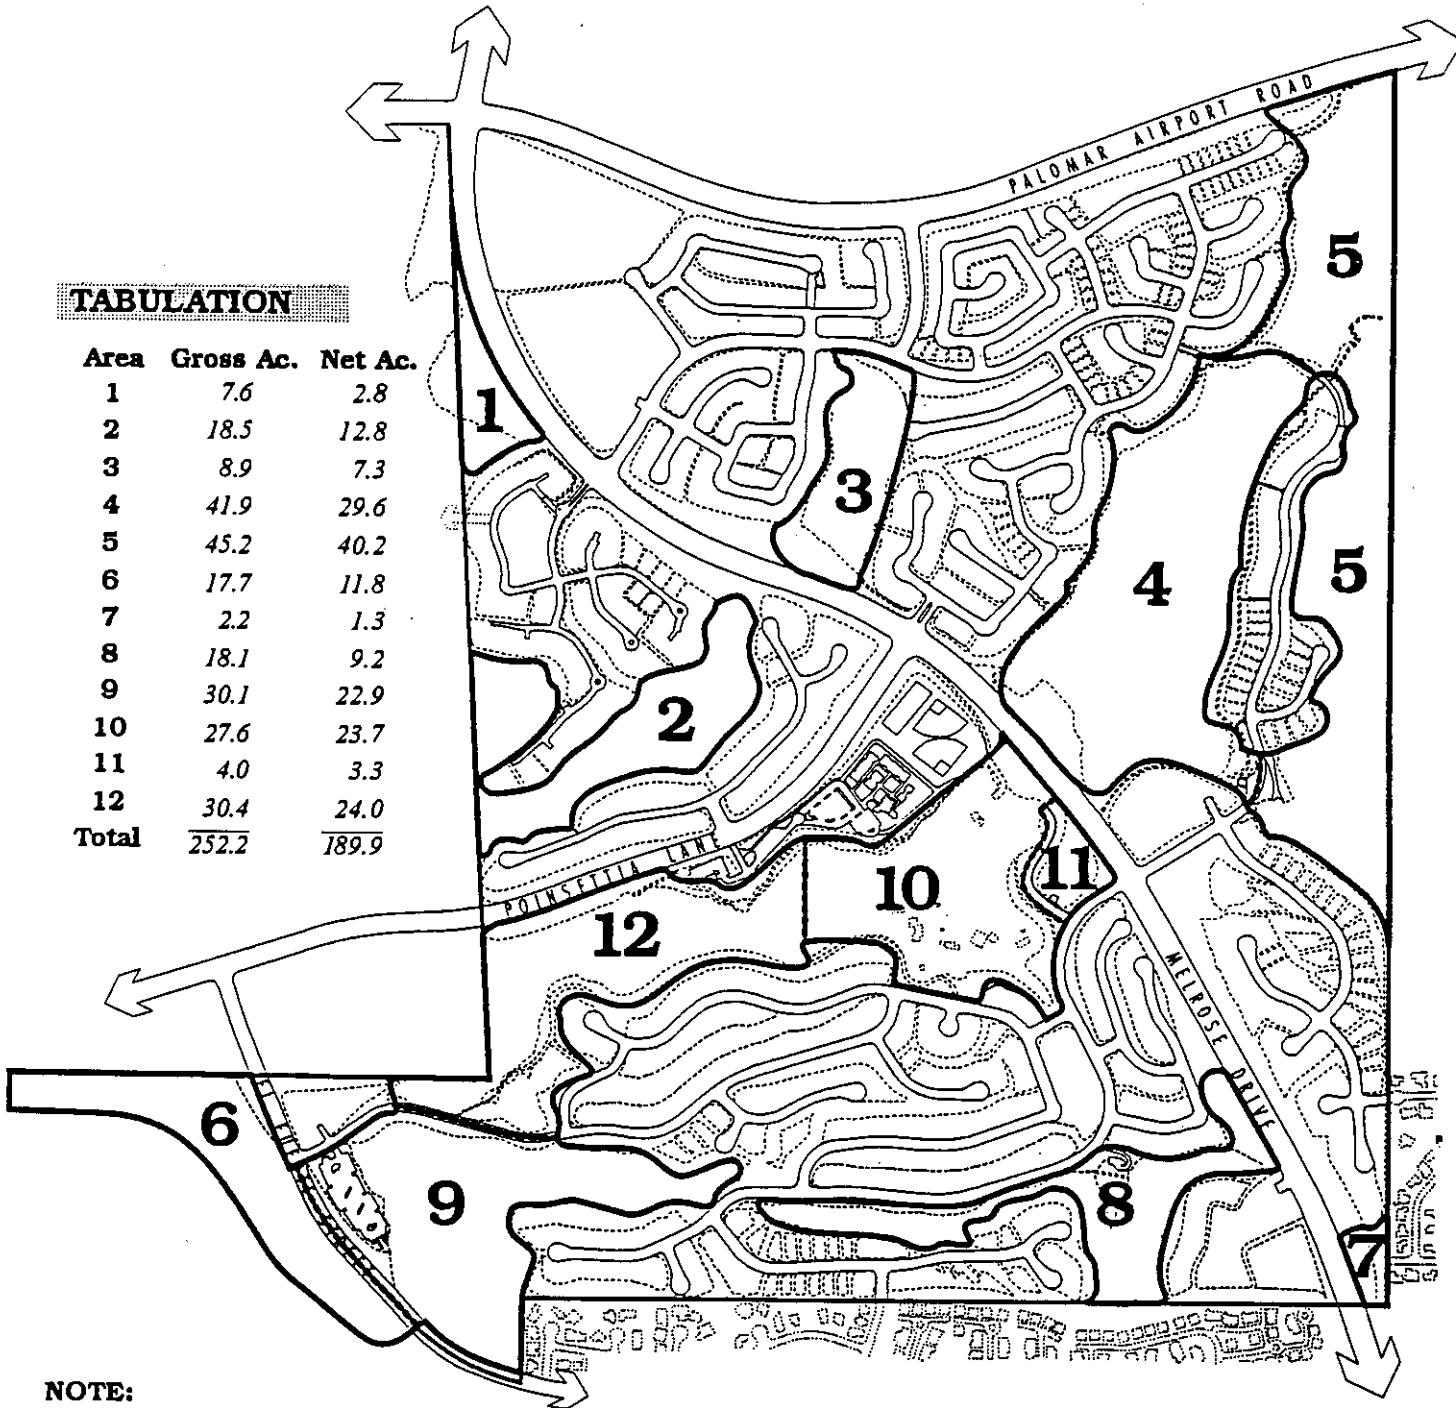 PALOMAR AIRPORT ROAD
TABULATION
Area Gross Ac. Net Ac.
1 7.6 2.8
2 18.5 12.8
3 8.9 7.3
4 41.9 29.6
5 45.2 40.2
6 17.7 11.8
7 2.2 1.3
8 18.1 9.2
9 30.1 22.9
10 27.6 23.7
11 4.0 3.3
12 30.4 24.0
Total 252.2 189.9
5
1
3
4
5
2
POINSETTIA LANE
10
11
12
MELROSE DRIVE
6
9
8
7
NOTE: